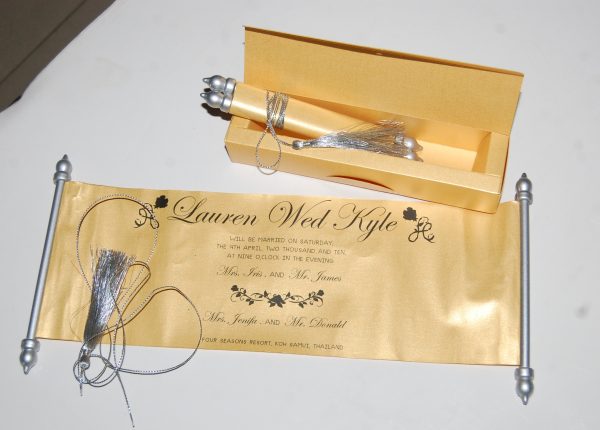 Lauren Wed Kyle
WILL BE MARRIED ON SATURDAY,
THE 4TH APRIL, TWO THOUSAND AND TEN,
AT NINE O,CLOCK IN THE EVENING
Mrs. Iris AND Mr. James
Mrs. Jenifa AND Mr. Donald
FOUR SEASONS RESORT, KOH SAMUI, THAILAND